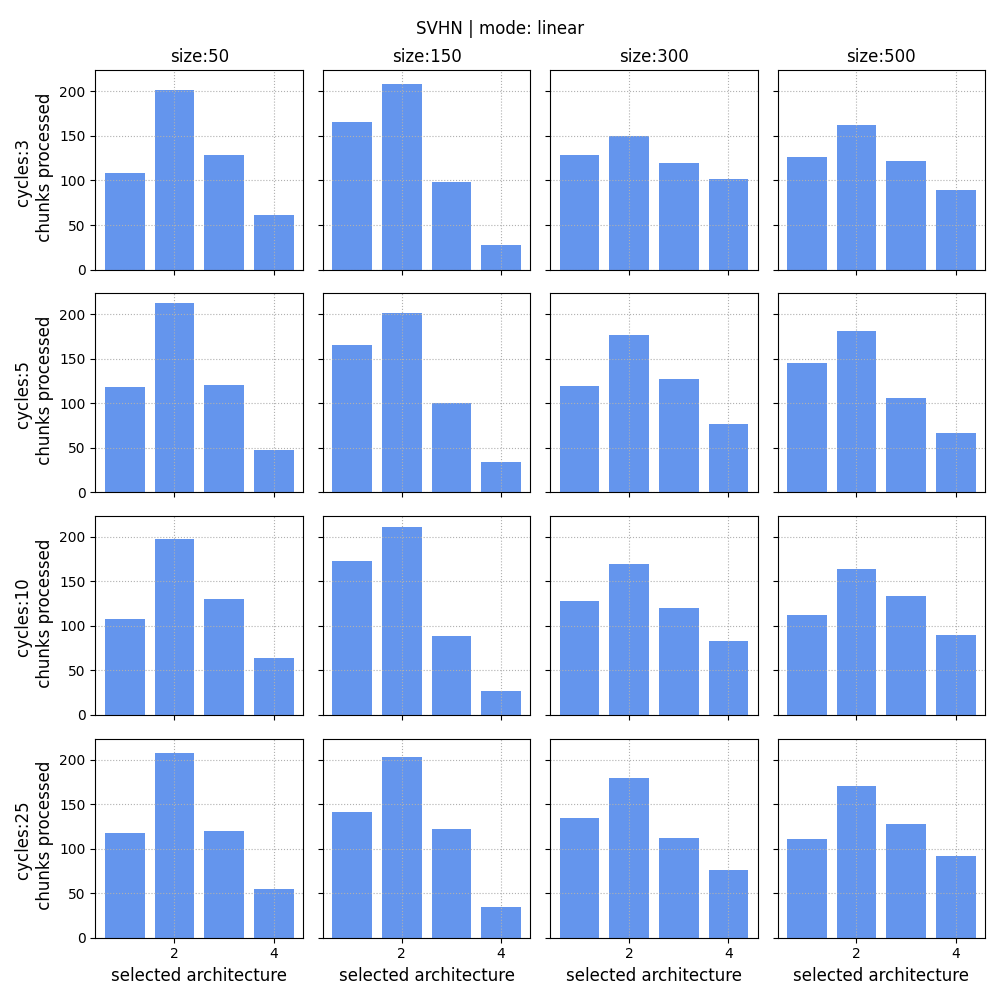 SVHN | mode: linear
size:50 size:150 size:300 size:500
cycles:3
chunks processed
200
150
100
50
0
cycles:5
chunks processed
200
150
100
50
0
cycles:10
chunks processed
200
150
100
50
0
cycles:25
chunks processed
200
150
100
50
0
2 4 2 4 2 4 2 4
selected architecture selected architecture selected architecture selected architecture